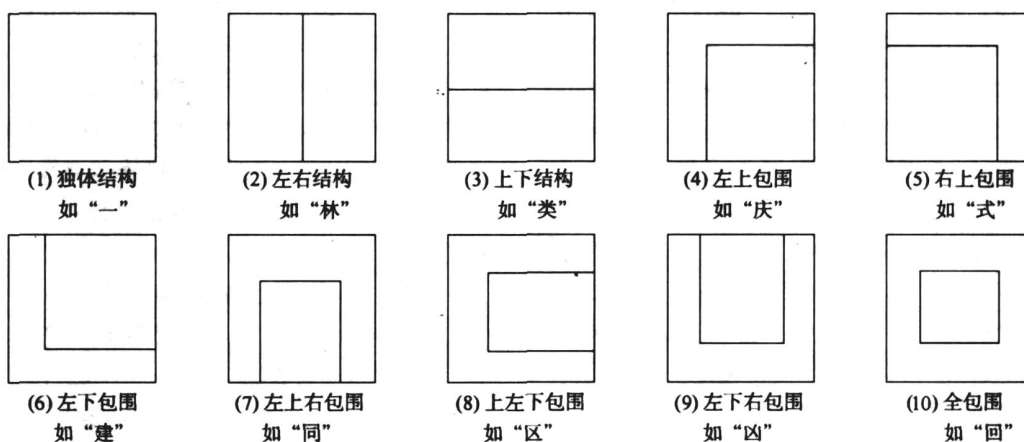 (1) 独体结构 (2) 左右结构 (3) 上下结构 (4) 左上包围 (5) 右上包围
如“一” 如“林” 如“类” 如“庆” 如“式”
(6) 左下包围 (7) 左上右包围 (8) 上左下包围 (9) 左下右包围 (10) 全包围
如“建” 如“同” 如“区” 如“凶” 如“回”